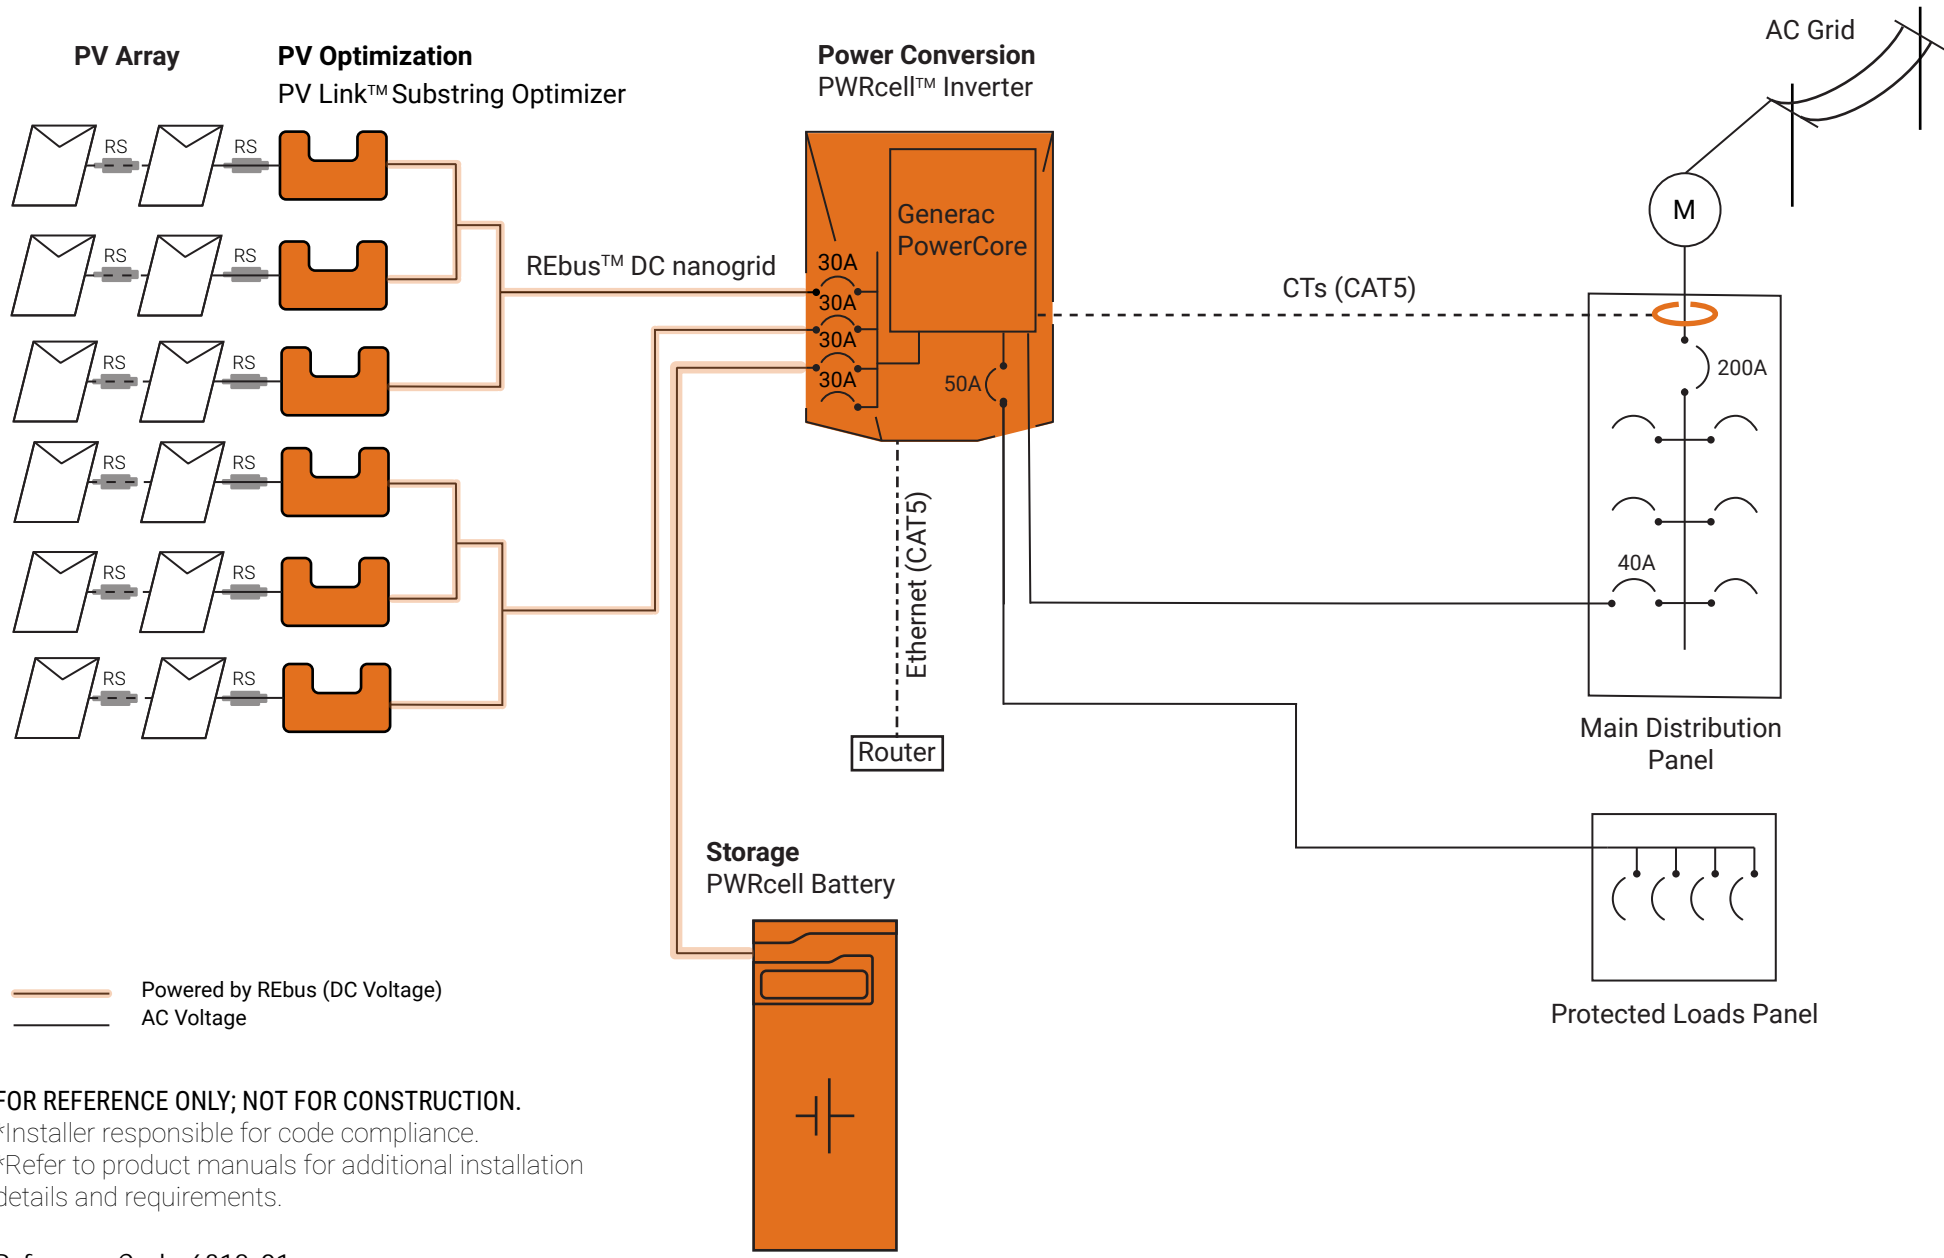 PV Array
PV Optimization
PV Link™ Substring Optimizer
Power Conversion
PWRcell™ Inverter
AC Grid
RS
RS
RS
RS
RS
RS
RS
RS
RS
RS
RS
RS
REbus™ DC nanogrid
Generac
PowerCore
30A
30A
30A
30A
50A
CTs (CAT5)
M
200A
40A
Ethernet (CAT5)
Router
Main Distribution
Panel
Storage
PWRcell Battery
Protected Loads Panel
Powered by REbus (DC Voltage)
AC Voltage
FOR REFERENCE ONLY; NOT FOR CONSTRUCTION.
*Installer responsible for code compliance.
*Refer to product manuals for additional installation
details and requirements.